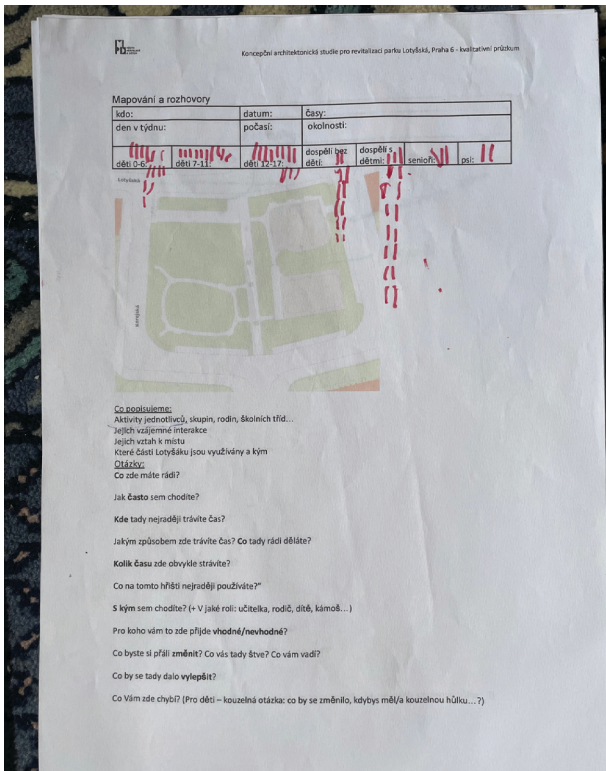 Koncepční architektonická studie pro revitalizaci parku Lotyšská, Praha 6 - kvalitativní průzkum
Mapování a rozhovory
kdo: datum: časy:
den v týdnu: počasí: okolnosti:
děti 0-6: děti 7-11: děti 12-17: dospělí bez dětí: dospělí s dětmi: senioři: psi:
Lotyšská
Co popisujeme:
Aktivity jednotlivců, skupin, rodin, školních tříd...
Jejich vzájemné interakce
Jejich vztah k místu
Které části Lotyšáku jsou využívány a kým
Otázky:
Co zde máte rádi?
Jak často sem chodíte?
Kde tady nejraději trávíte čas?
Jakým způsobem zde trávíte čas? Co tady rádi děláte?
Kolik času zde obvykle strávíte?
Co na tomto hřišti nejraději používáte?"
S kým sem chodíte? (+ V jaké roli: učitelka, rodič, dítě, kámoš...)
Pro koho vám to zde přijde vhodné/nevhodné?
Co byste si přáli změnit? Co vás tady štve? Co vám vadí?
Co by se tady dalo vylepšit?
Co Vám zde chybí? (Pro děti – kouzelná otázka: co by se změnilo, kdybys měl/a kouzelnou hůlku...?)